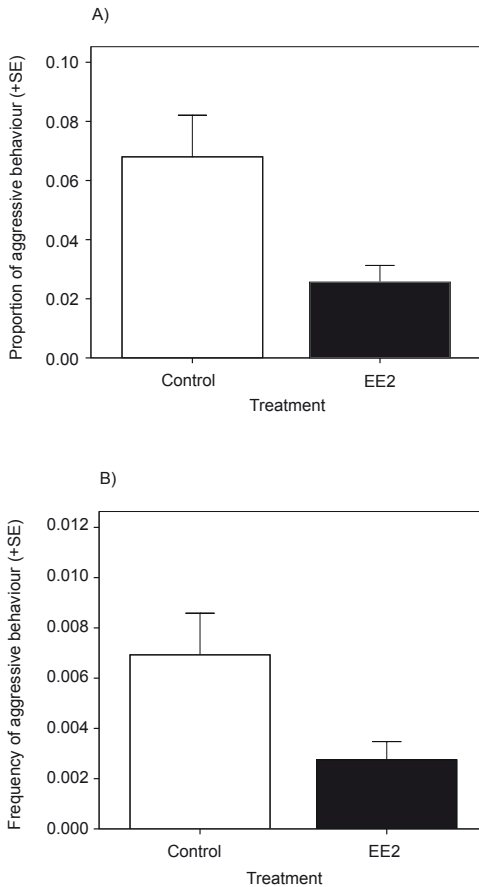 A)
Proportion of aggressive behaviour (+SE)
0.10
0.08
0.06
0.04
0.02
0.00
Control EE2
Treatment
B)
Frequency of aggressive behaviour (+SE)
0.012
0.010
0.008
0.006
0.004
0.002
0.000
Control EE2
Treatment